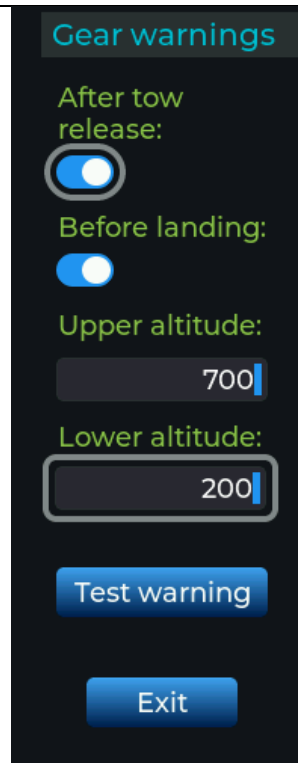 Gear warnings
After tow
release:
Before landing:
Upper altitude:
700
Lower altitude:
200
Test warning
Exit